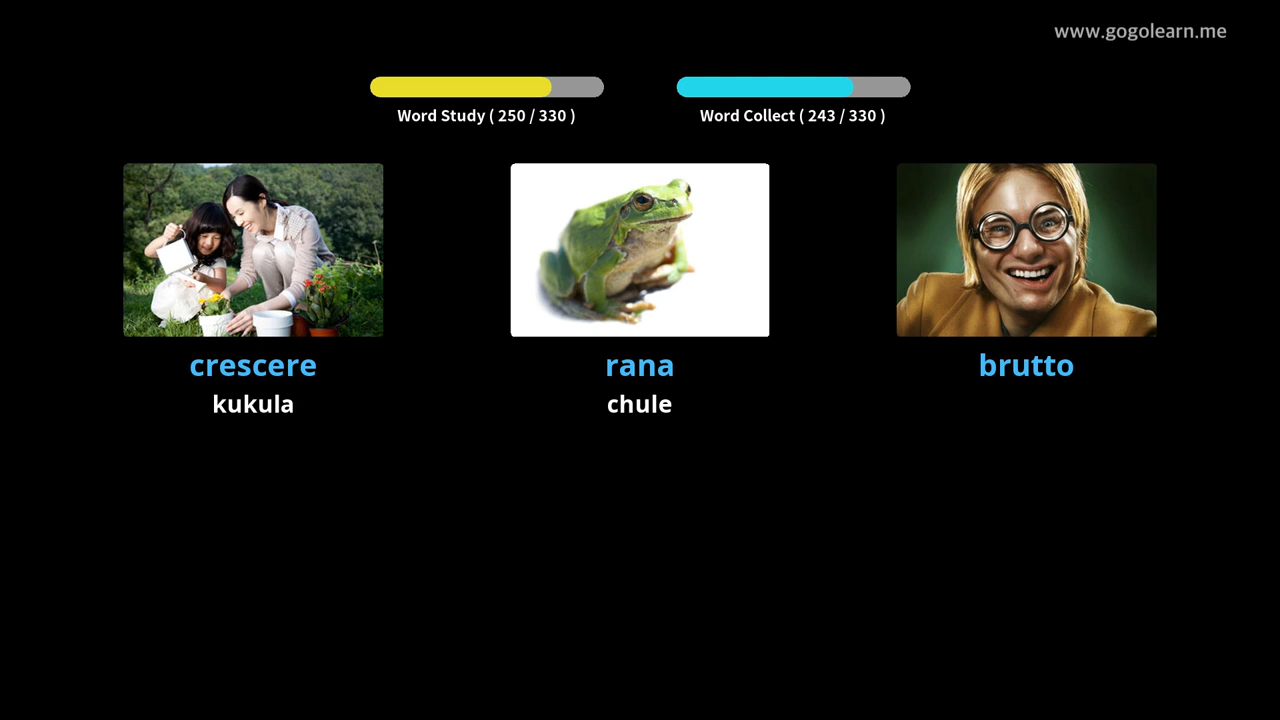 www.gogolearn.me
Word Study ( 250 / 330 )
Word Collect ( 243 / 330 )
crescere
rana
brutto
kukula
chule